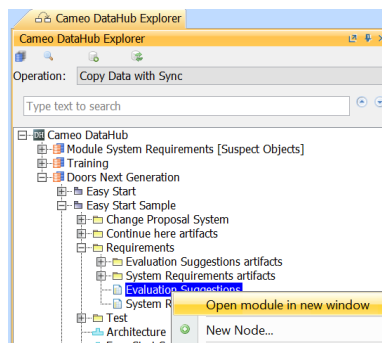 Cameo DataHub Explorer
Cameo DataHub Explorer
Operation: Copy Data with Sync
Type text to search
Cameo DataHub
Module System Requirements [Suspect Objects]
Training
Doors Next Generation
Easy Start
Easy Start Sample
Change Proposal System
Continue here artifacts
Requirements
Evaluation Suggestions artifacts
System Requirements artifacts
Evaluation Suggestions
System R
Open module in new window
Test
New Node...
Architecture